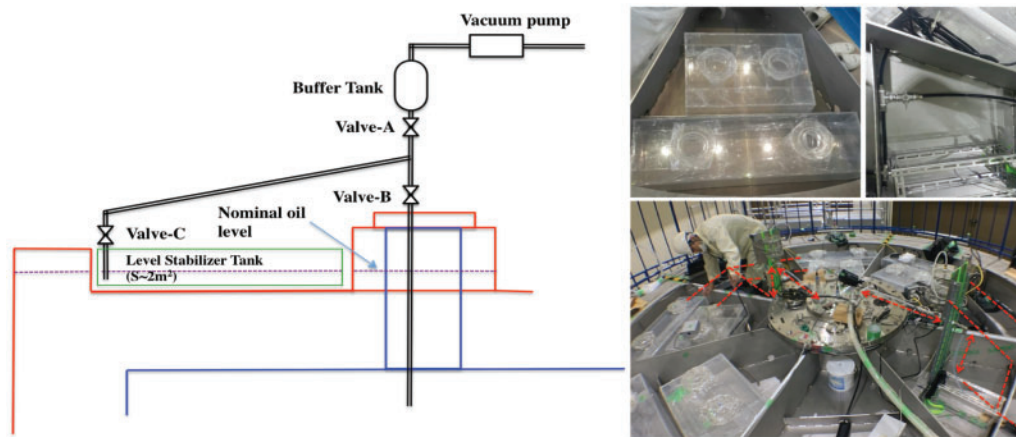 Vacuum pump
Buffer Tank
Valve-A
Valve-B
Nominal oil
level
Valve-C
Level Stabilizer Tank
(S~2m²)